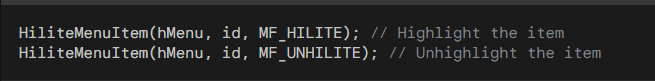 HiliteMenuItem(hMenu, id, MF_HILITE); // Highlight the item
HiliteMenuItem(hMenu, id, MF_UNHILITE); // Unhighlight the item